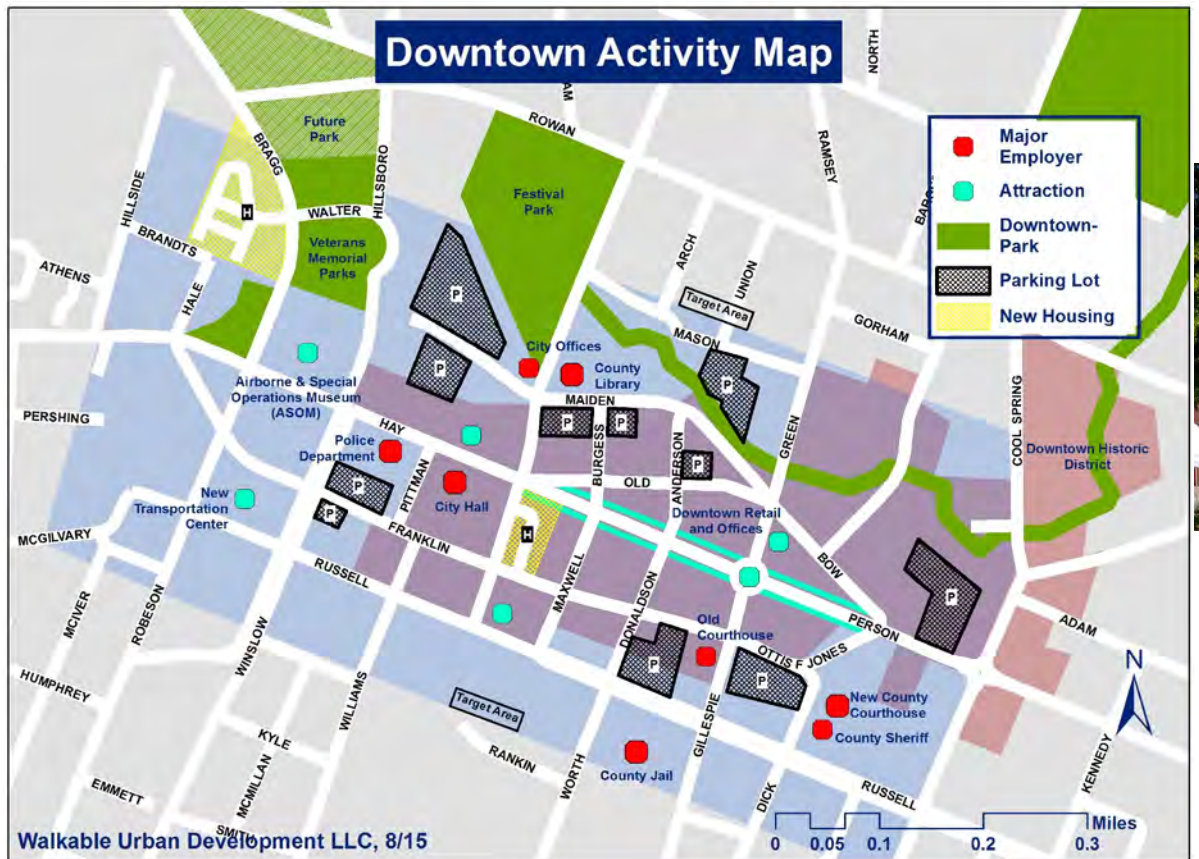 Downtown Activity Map
NORTH
ROWAN
RAMSEY
Future
Park
BRAGG
HILLSBORO
HILLSIDE
Festival
Park
Major
Employer
Attraction
Downtown-
Park
Parking Lot
New Housing
H
WALTER
BRANDTS
Veterans
Memorial
Parks
ATHENS
HALE
ARCH
UNION
Target Area
MASON
GORHAM
P
P
P
City Offices
County
Library
MAIDEN
Airborne & Special
Operations Museum
(ASOM)
PERSHING
HAY
P
P
BURGESS
ANDERSON
GREEN
COOL SPRING
Downtown Historic
District
Police
Department
PITTMAN
P
OLD
P
City Hall
New
Transportation
Center
P
P
Downtown Retail
and Offices
H
MCGILVARY
FRANKLIN
RUSSELL
MAXWELL
BOW
MCIVER
ROBESON
WINSLOW
DONALDSON
P
PERSON
ADAM
Old
Courthouse
OTTIS F JONES
P
P
HUMPHREY
WILLIAMS
Target Area
GILLESPIE
New County
Courthouse
County Sheriff
N
KYLE
RANKIN
WORTH
County Jail
KENNEDY
MCMILLAN
DICK
RUSSELL
EMMETT
SMITH
Miles
0 0.05 0.1 0.2 0.3
Walkable Urban Development LLC, 8/15